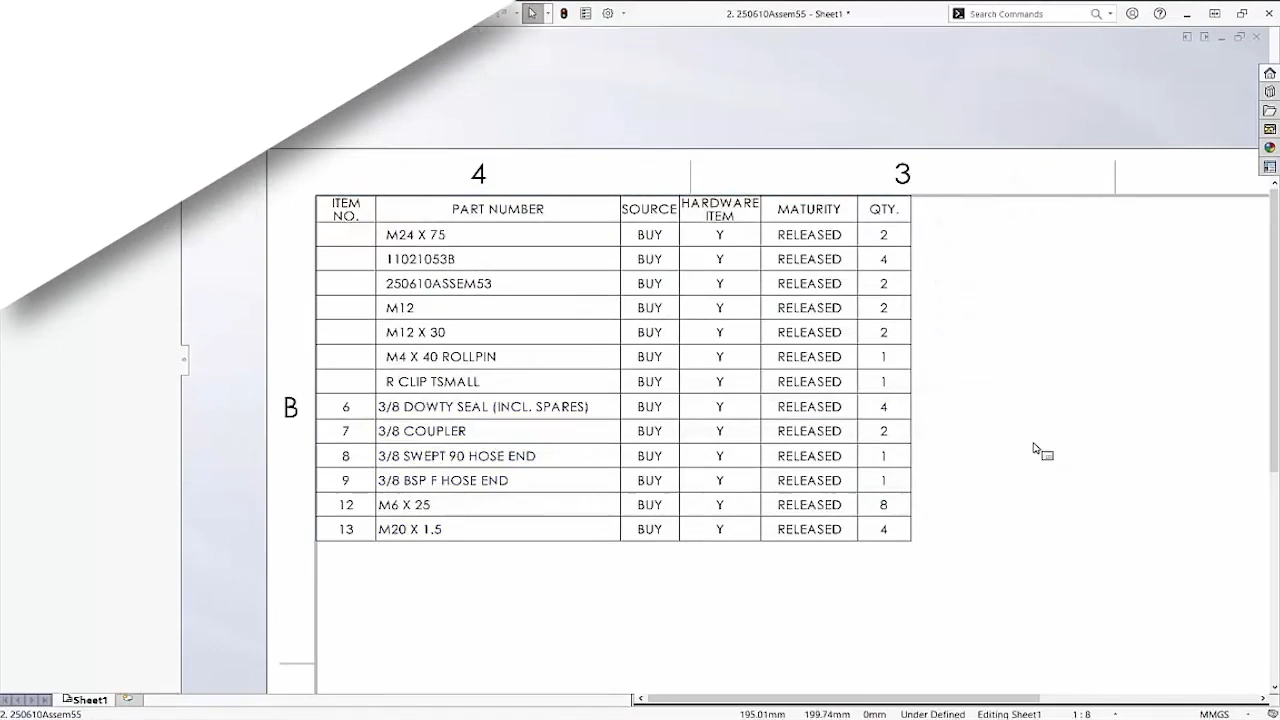 2. 250610Assem55 - Sheet1 *
Search Commands
4 3
ITEM NO. PART NUMBER SOURCE HARDWARE ITEM MATURITY QTY.
M24 X 75 BUY Y RELEASED 2
11021053B BUY Y RELEASED 4
250610ASSEM53 BUY Y RELEASED 2
M12 BUY Y RELEASED 2
M12 X 30 BUY Y RELEASED 2
M4 X 40 ROLLPIN BUY Y RELEASED 1
R CLIP TSMALL BUY Y RELEASED 1
B
6 3/8 DOWTY SEAL (INCL. SPARES) BUY Y RELEASED 4
7 3/8 COUPLER BUY Y RELEASED 2
8 3/8 SWEPT 90 HOSE END BUY Y RELEASED 1
9 3/8 BSP F HOSE END BUY Y RELEASED 1
12 M6 X 25 BUY Y RELEASED 8
13 M20 X 1.5 BUY Y RELEASED 4
Sheet1
2. 250610Assem55 195.01mm 199.74mm 0mm Under Defined Editing Sheet1 1 : 8 MMGS